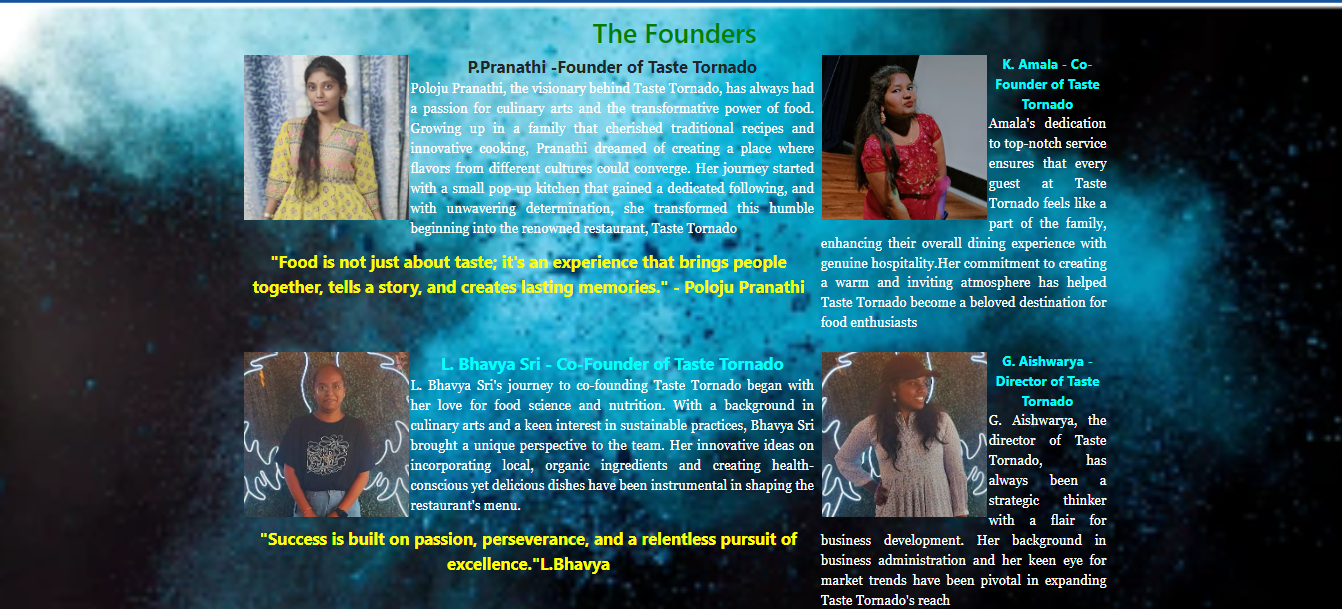 The Founders
P.Pranathi -Founder of Taste Tornado
Poloju Pranathi, the visionary behind Taste Tornado, has always had
a passion for culinary arts and the transformative power of food.
Growing up in a family that cherished traditional recipes and
innovative cooking, Pranathi dreamed of creating a place where
flavors from different cultures could converge. Her journey started
with a small pop-up kitchen that gained a dedicated following, and
with unwavering determination, she transformed this humble
beginning into the renowned restaurant, Taste Tornado
"Food is not just about taste; it's an experience that brings people
together, tells a story, and creates lasting memories." - Poloju Pranathi
K. Amala - Co-
Founder of Taste
Tornado
Amala's dedication
to top-notch service
ensures that every
guest at Taste
Tornado feels like a
part of the family,
enhancing their overall dining experience with
genuine hospitality.Her commitment to creating
a warm and inviting atmosphere has helped
Taste Tornado become a beloved destination for
food enthusiasts
L. Bhavya Sri - Co-Founder of Taste Tornado
L. Bhavya Sri's journey to co-founding Taste Tornado began with
her love for food science and nutrition. With a background in
culinary arts and a keen interest in sustainable practices, Bhavya Sri
brought a unique perspective to the team. Her innovative ideas on
incorporating local, organic ingredients and creating health-
conscious yet delicious dishes have been instrumental in shaping the
restaurant's menu.
"Success is built on passion, perseverance, and a relentless pursuit of
excellence."L.Bhavya
G. Aishwarya -
Director of Taste
Tornado
G. Aishwarya, the
director of Taste
Tornado, has
always been a
strategic thinker
with a flair for
business development. Her background in
business administration and her keen eye for
market trends have been pivotal in expanding
Taste Tornado's reach